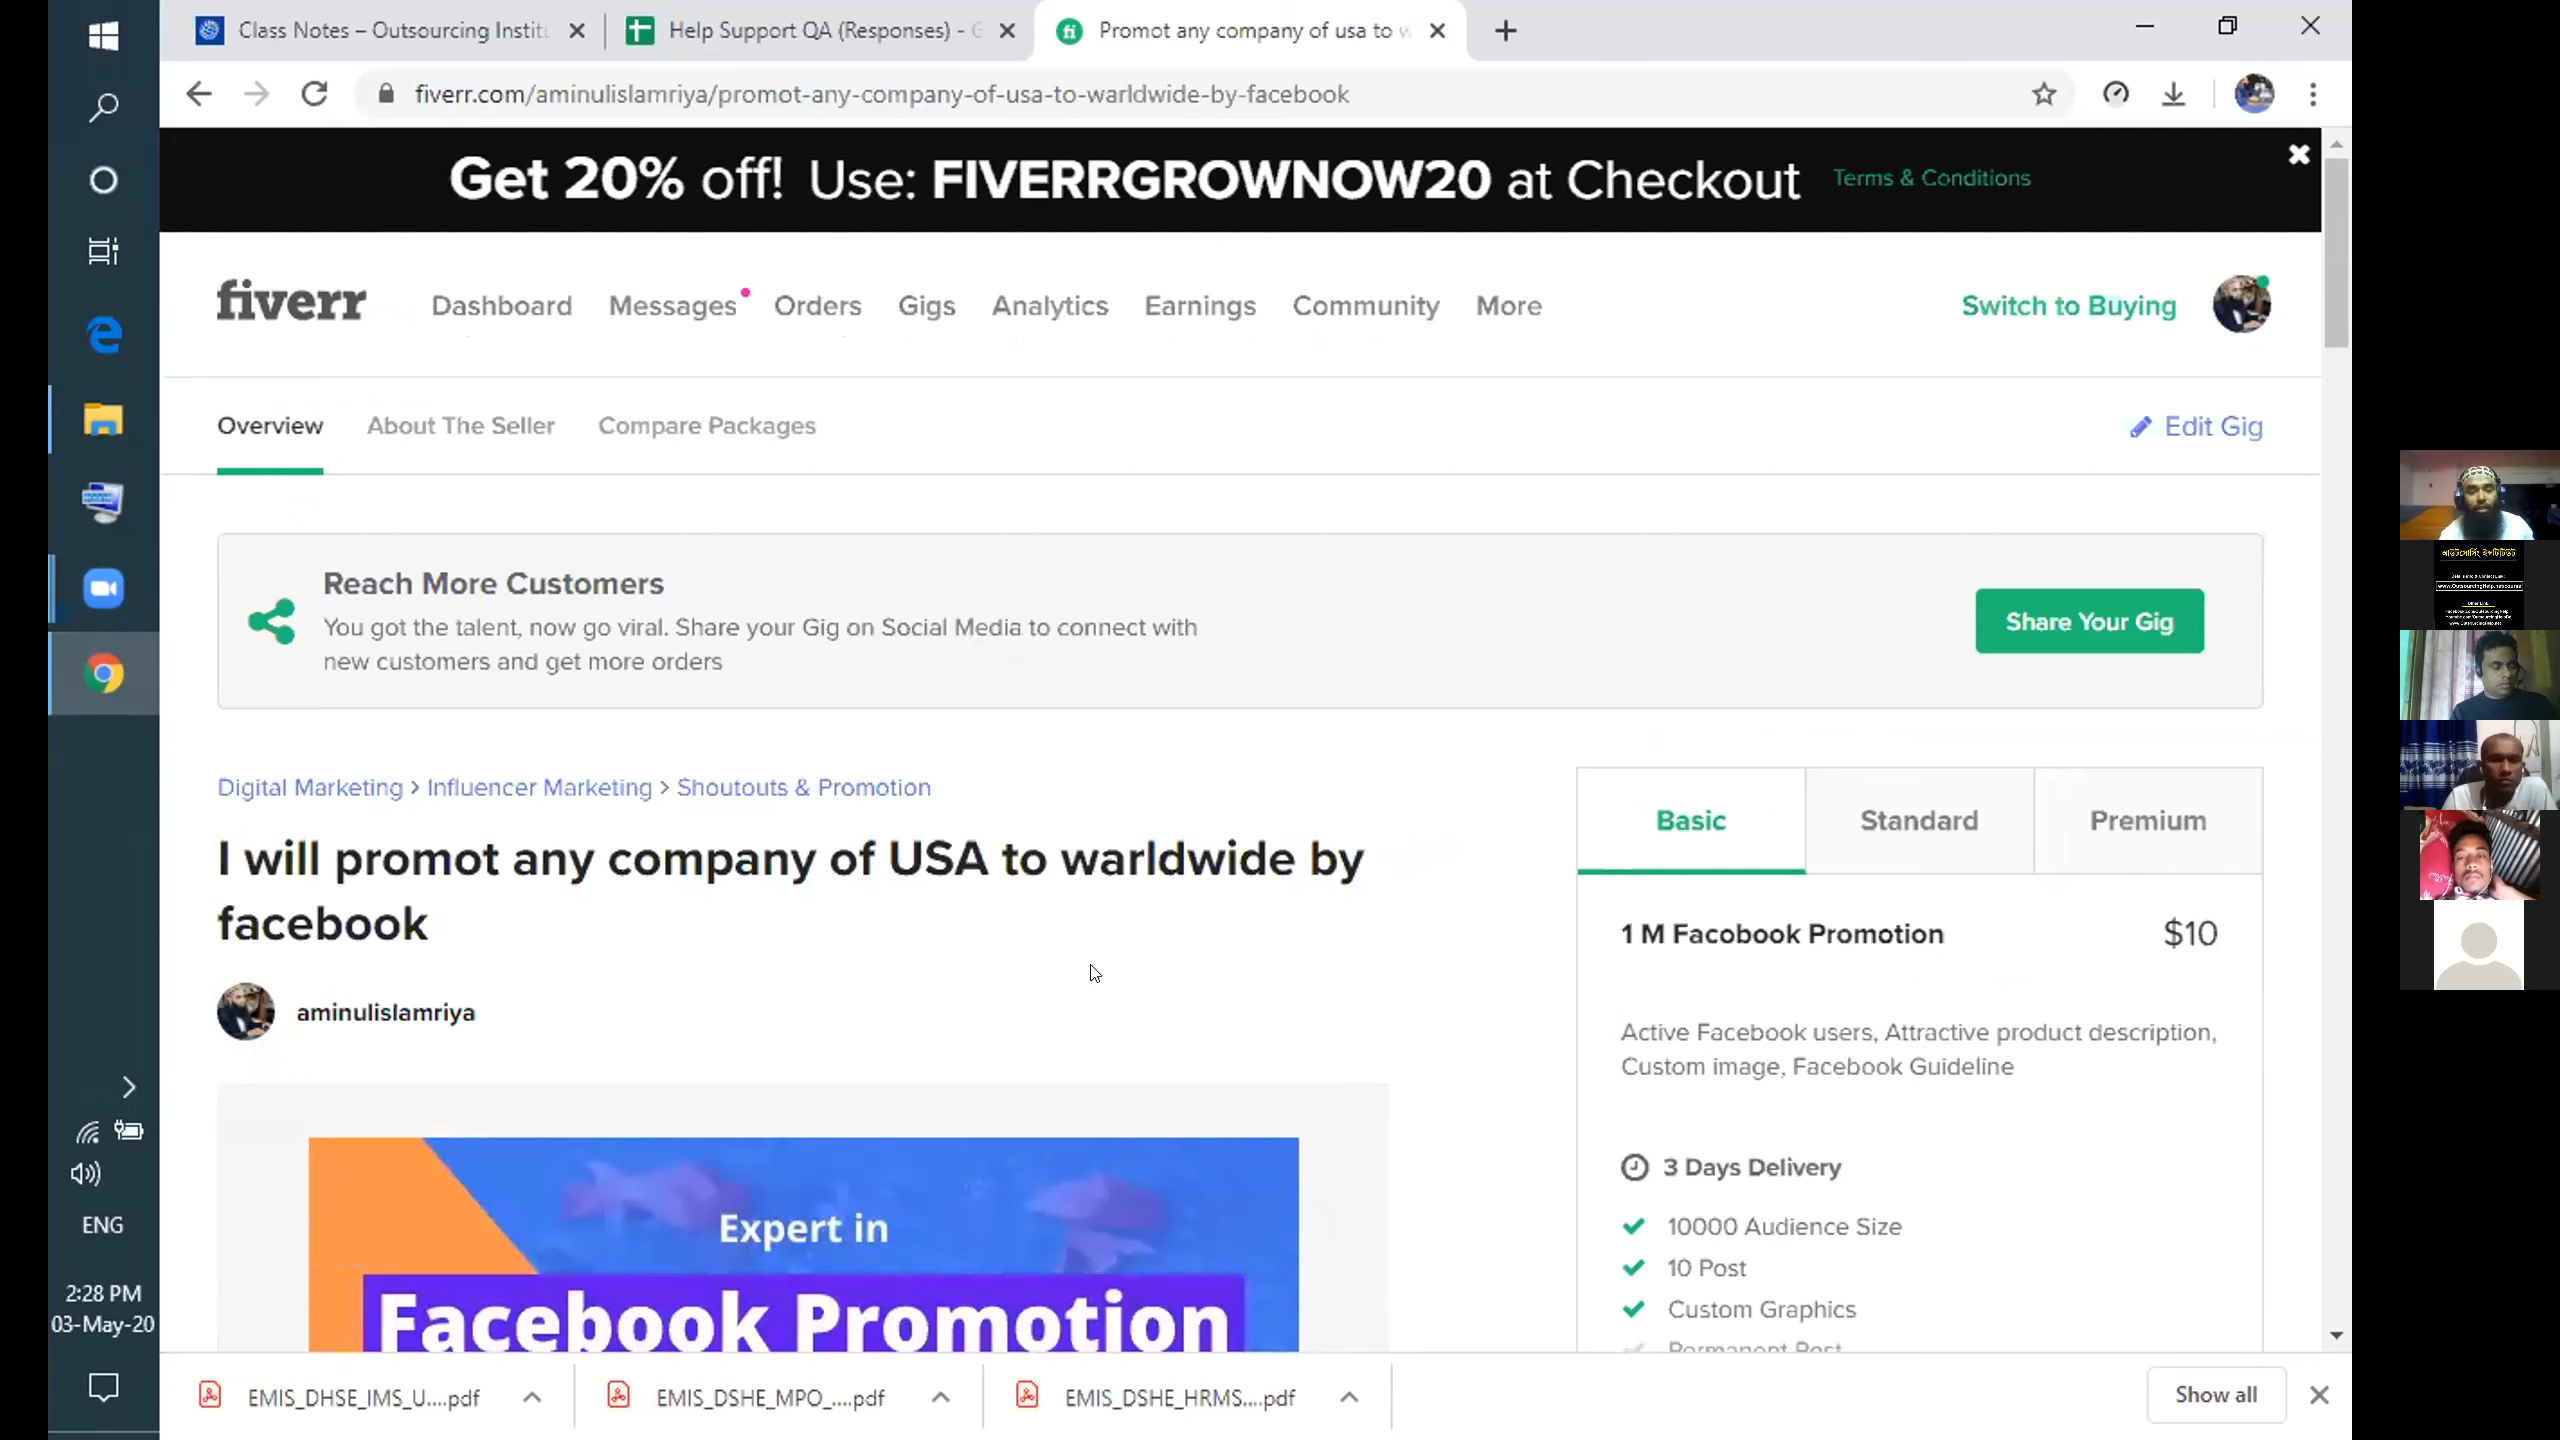 Class Notes – Outsourcing Institu
Help Support QA (Responses) - G
Promot any company of usa to w
fiverr.com/aminulislamriya/promot-any-company-of-usa-to-warldwide-by-facebook
Get 20% off! Use: FIVERRGROWNOW20 at Checkout Terms & Conditions
fiverr
Dashboard
Messages
Orders
Gigs
Analytics
Earnings
Community
More
Switch to Buying
Overview
About The Seller
Compare Packages
Edit Gig
Reach More Customers
You got the talent, now go viral. Share your Gig on Social Media to connect with
new customers and get more orders
Share Your Gig
Digital Marketing > Influencer Marketing > Shoutouts & Promotion
I will promot any company of USA to warldwide by
facebook
aminulislamriya
Expert in
Facebook Promotion
Basic
Standard
Premium
1 M Facobook Promotion $10
Active Facebook users, Attractive product description,
Custom image, Facebook Guideline
3 Days Delivery
10000 Audience Size
10 Post
Custom Graphics
Permanent Post
EMIS_DHSE_IMS_U....pdf
EMIS_DSHE_MPO_....pdf
EMIS_DSHE_HRMS....pdf
Show all
ENG
2:28 PM
03-May-20
আউটসোর্সিং ইন্সটিটিউট